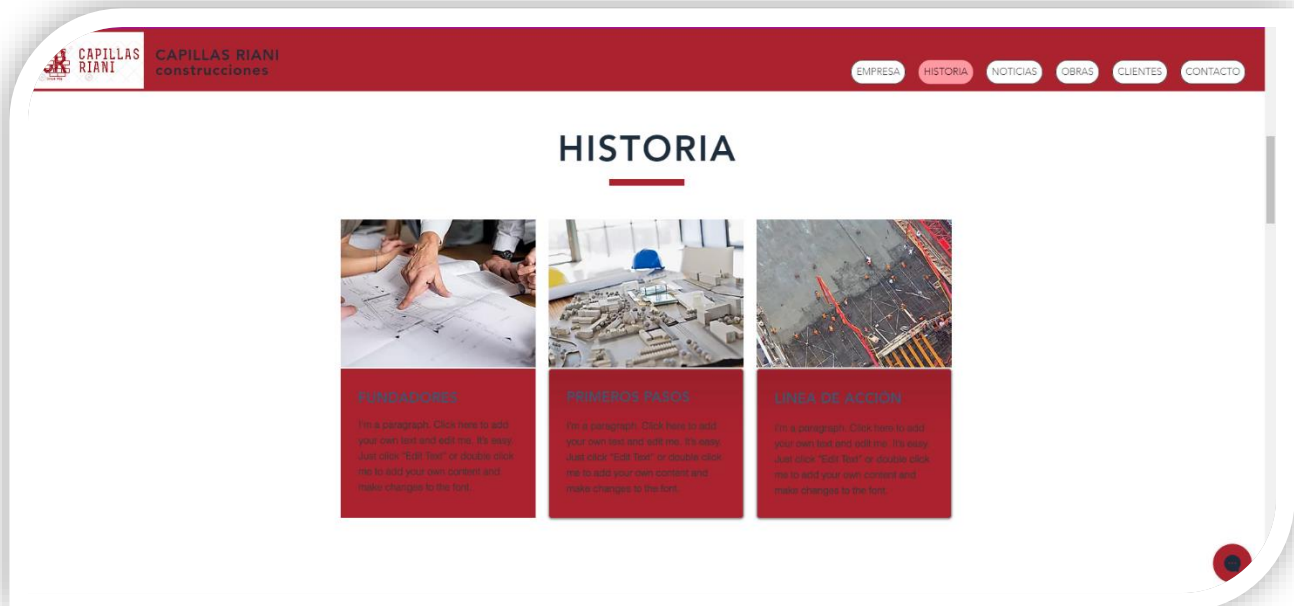 CAPILLAS
RIANI
CAPILLAS RIANI
construcciones
EMPRESA
HISTORIA
NOTICIAS
OBRAS
CLIENTES
CONTACTO
HISTORIA
FUNDADORES
I'm a paragraph. Click here to add
your own text and edit me. It's easy.
Just click "Edit Text" or double click
me to add your own content and
make changes to the font.
PRIMEROS PASOS
I'm a paragraph. Click here to add
your own text and edit me. It's easy.
Just click "Edit Text" or double click
me to add your own content and
make changes to the font.
LINEA DE ACCION
I'm a paragraph. Click here to add
your own text and edit me. It's easy.
Just click "Edit Text" or double click
me to add your own content and
make changes to the font.